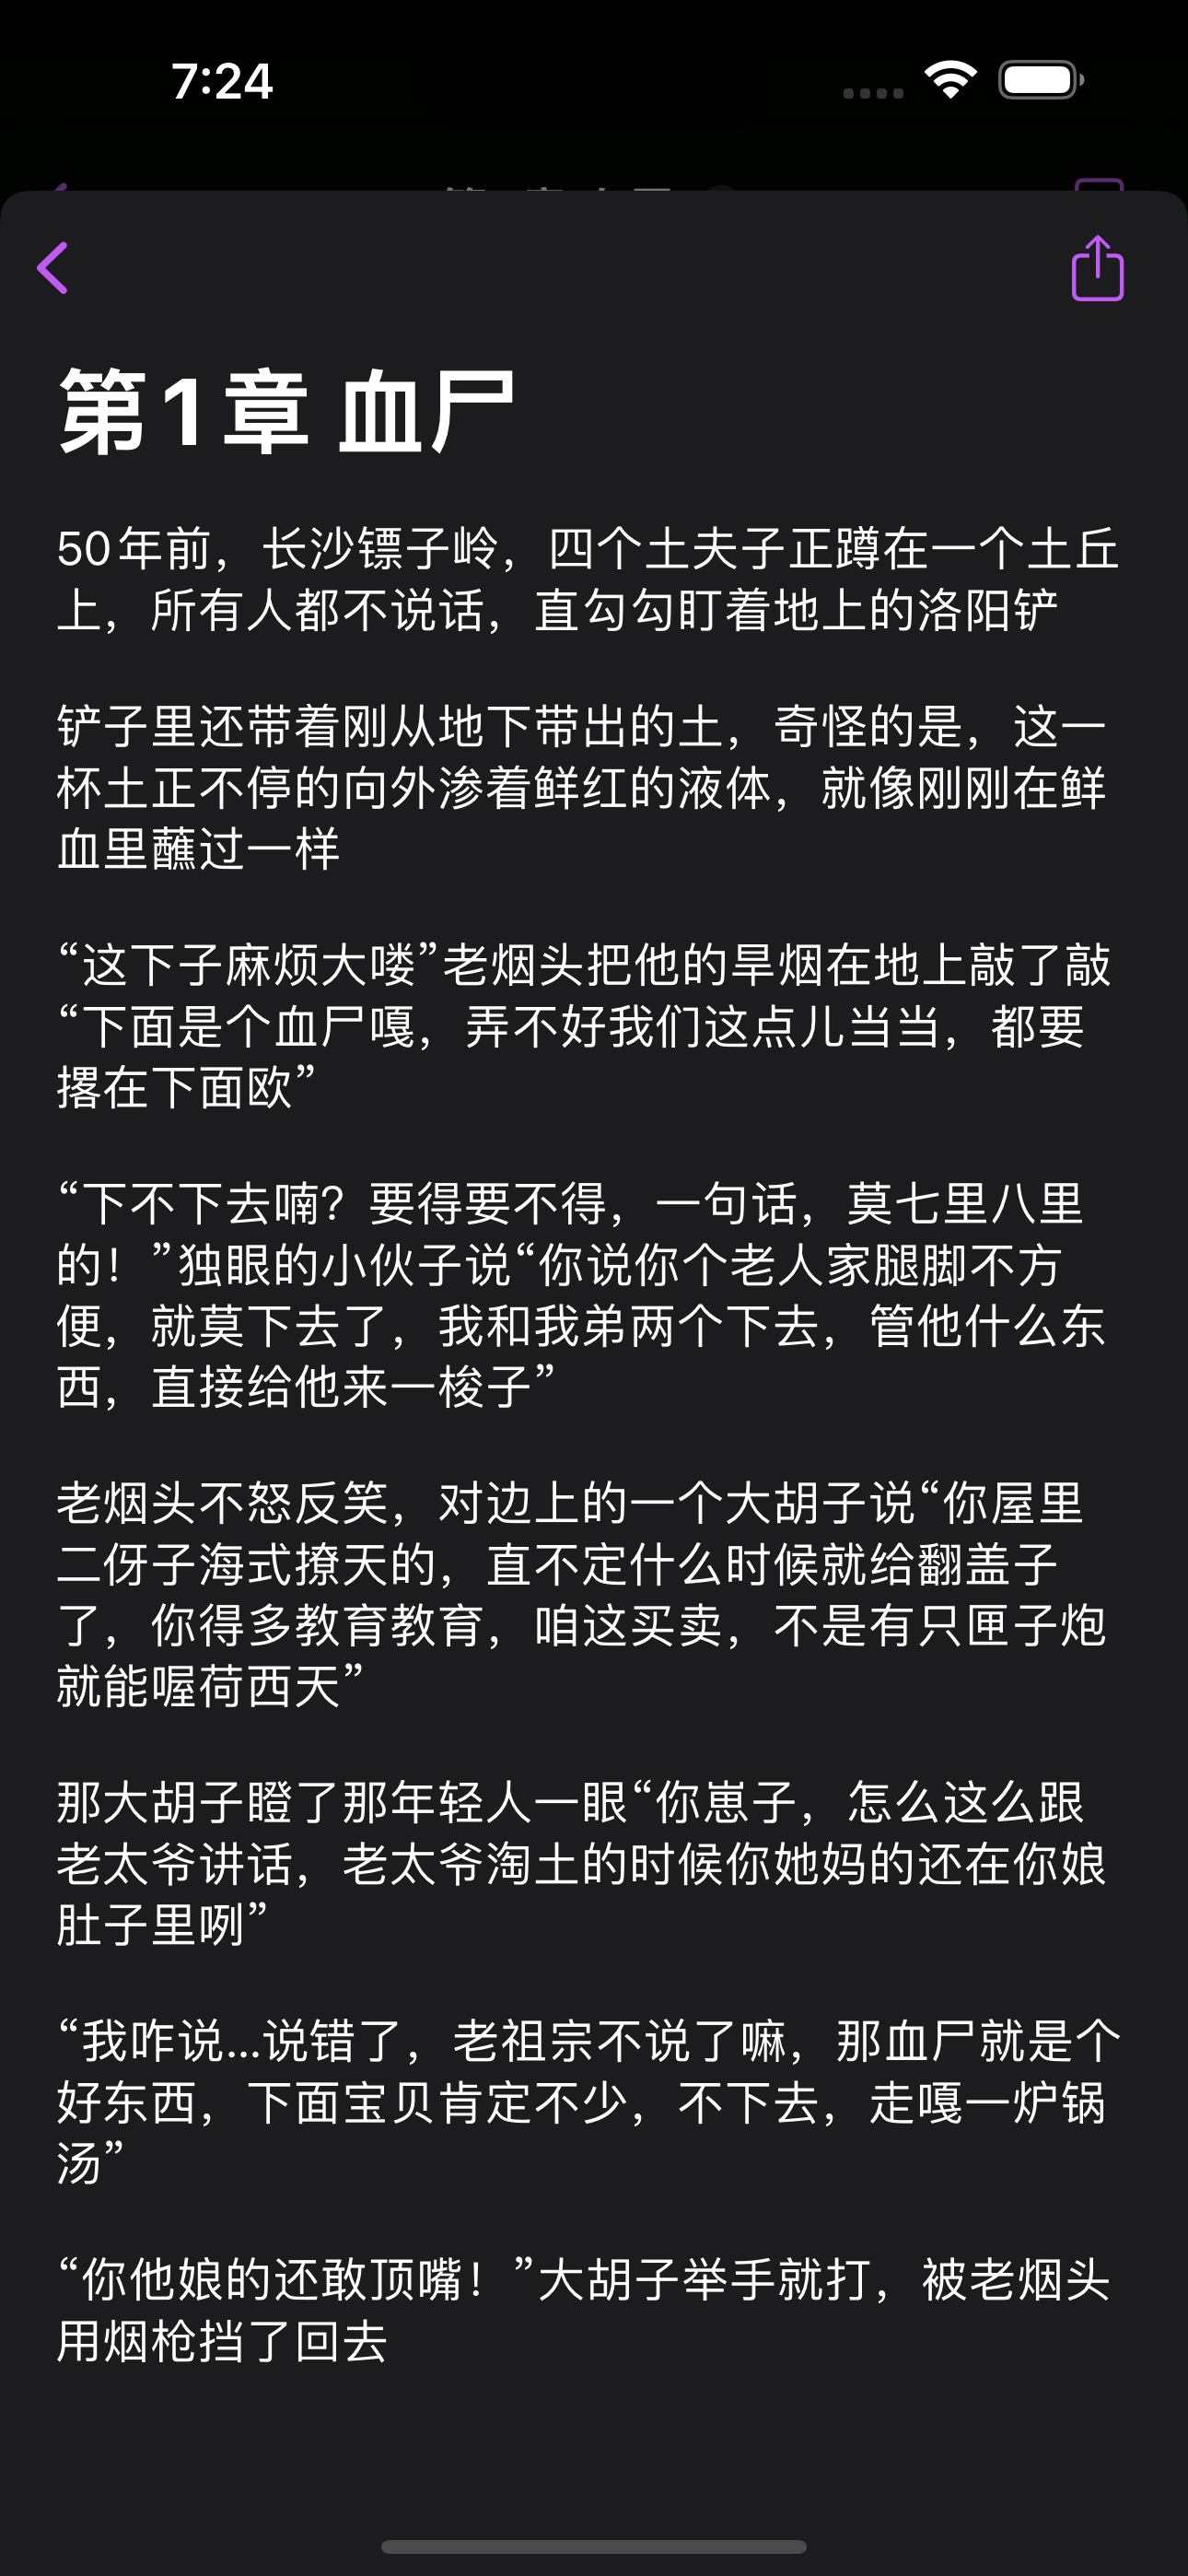 7:24
第1章 血尸
50年前，长沙镖子岭，四个土夫子正蹲在一个土丘
上，所有人都不说话，直勾勾盯着地上的洛阳铲
铲子里还带着刚从地下带出的土，奇怪的是，这一
杯土正不停的向外渗着鲜红的液体，就像刚刚在鲜
血里蘸过一样
“这下子麻烦大喽”老烟头把他的旱烟在地上敲了敲
“下面是个血尸嘎，弄不好我们这点儿当当，都要
撂在下面欧”
“下不下去喃？要得要不得，一句话，莫七里八里
的！”独眼的小伙子说“你说你个老人家腿脚不方
便，就莫下去了，我和我弟两个下去，管他什么东
西，直接给他来一梭子”
老烟头不怒反笑，对边上的一个大胡子说“你屋里
二伢子海式撩天的，直不定什么时候就给翻盖子
了，你得多教育教育，咱这买卖，不是有只匣子炮
就能喔荷西天”
那大胡子瞪了那年轻人一眼“你崽子，怎么这么跟
老太爷讲话，老太爷淘土的时候你她妈的还在你娘
肚子里咧”
“我咋说...说错了，老祖宗不说了嘛，那血尸就是个
好东西，下面宝贝肯定不少，不下去，走嘎一炉锅
汤”
“你他娘的还敢顶嘴！”大胡子举手就打，被老烟头
用烟枪挡了回去